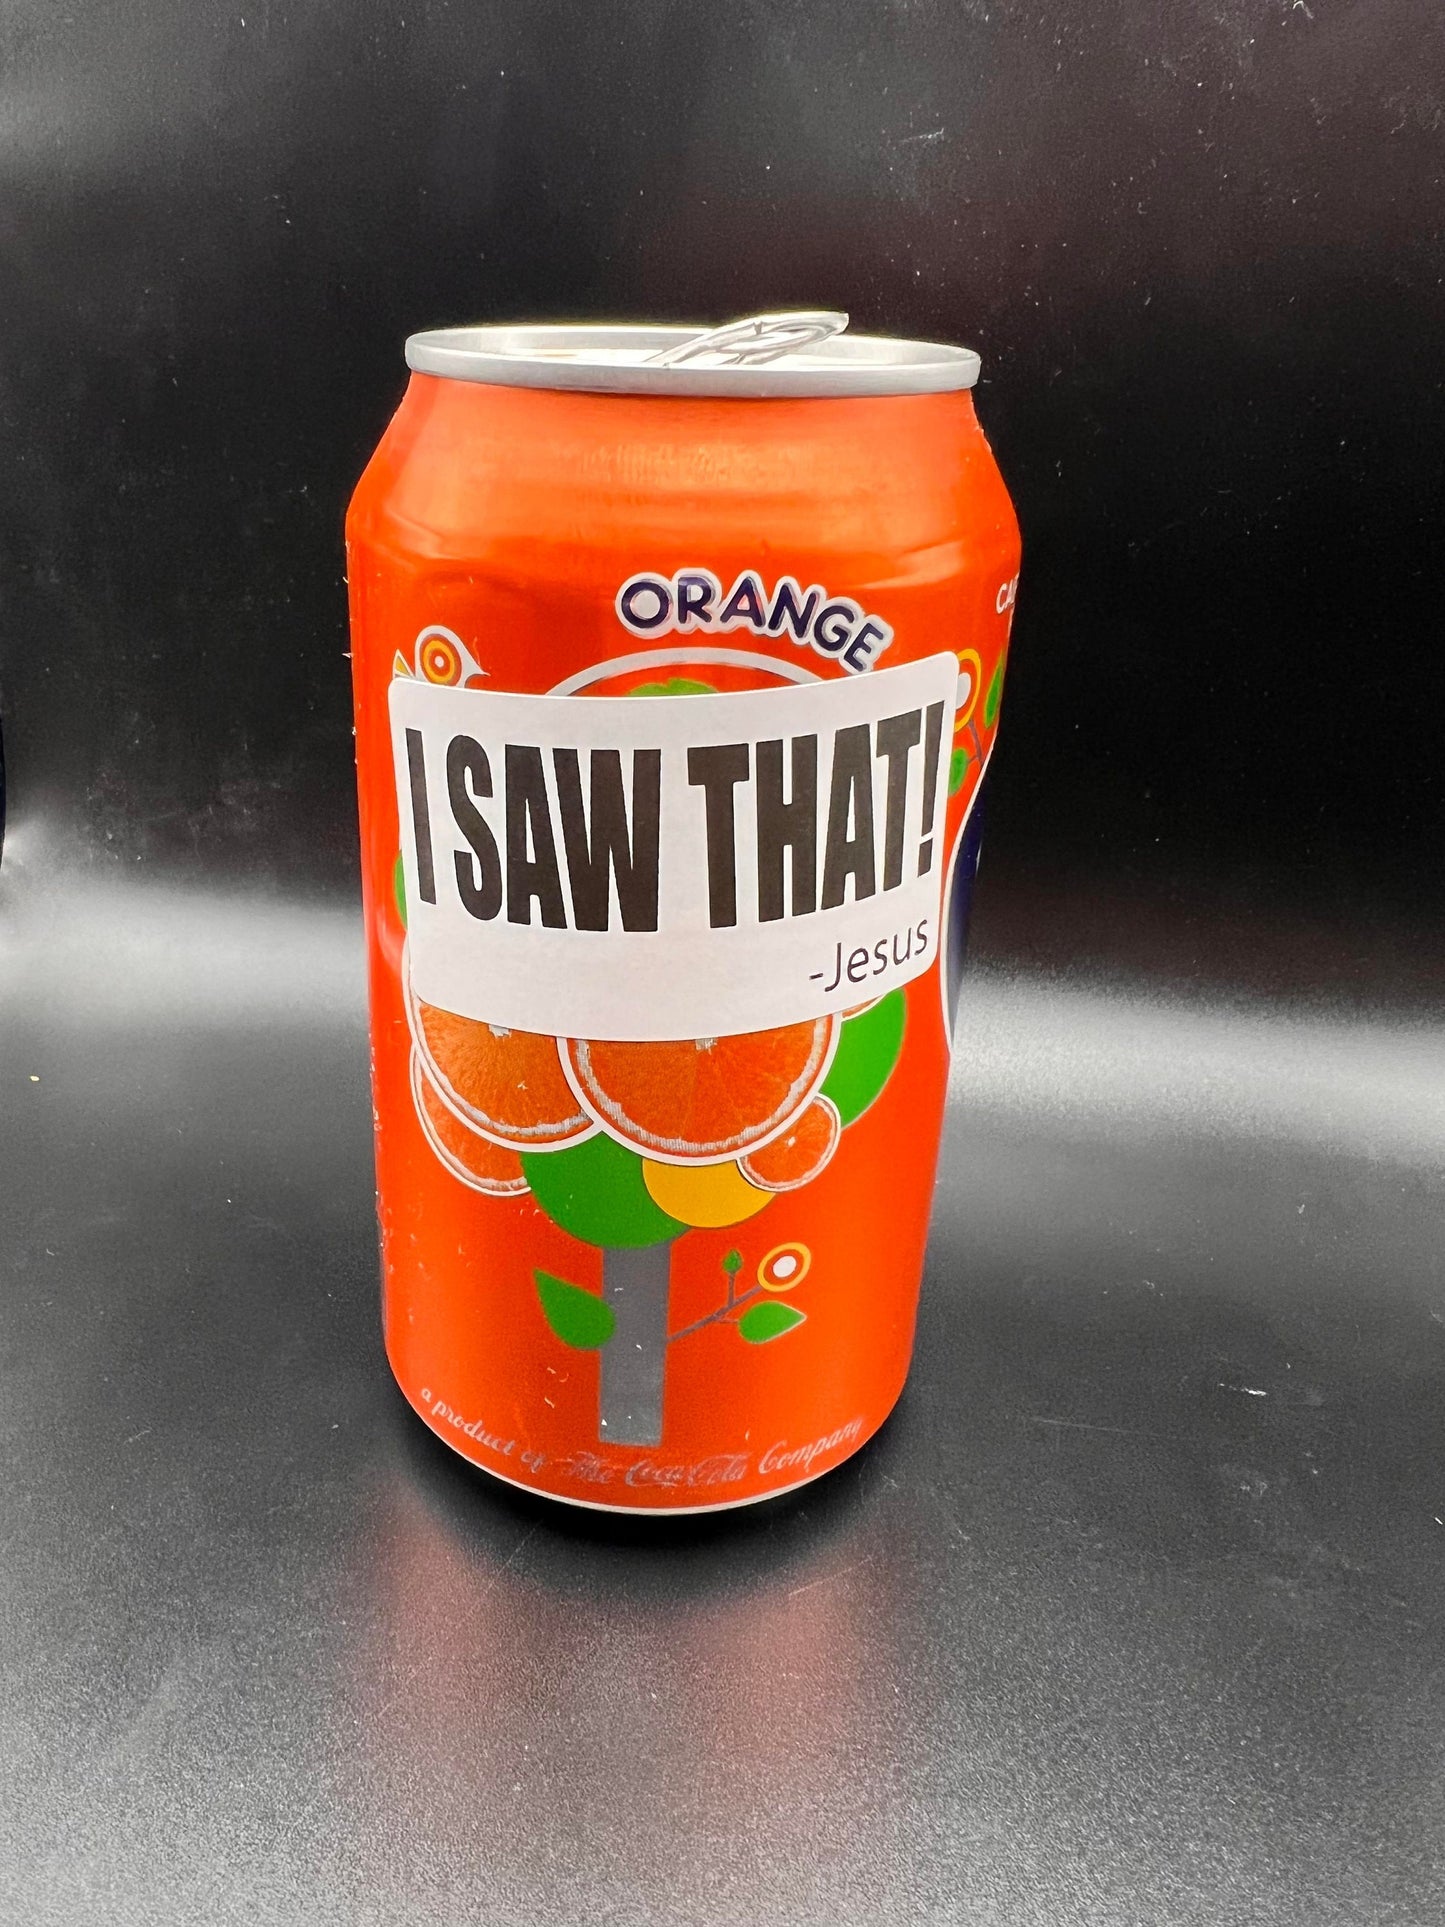 ORANGE
I SAW THAT!
-Jesus
a product of The Coca-Cola Company